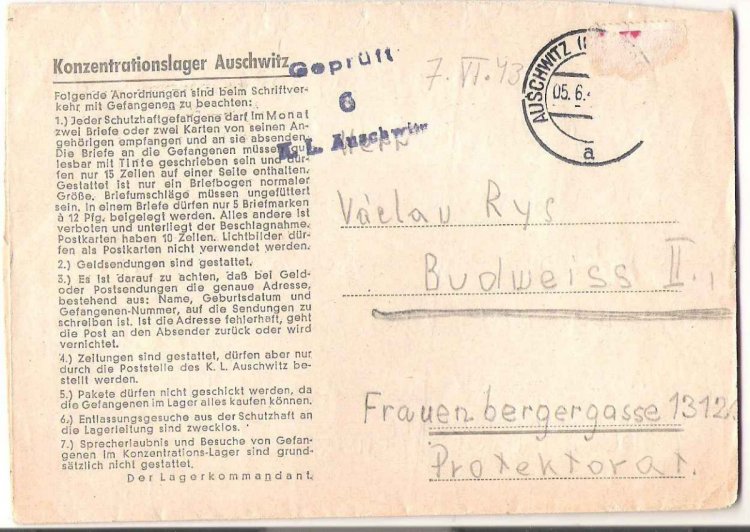 Konzentrationslager Auschwitz
Folgende Anordnungen sind beim Schriftver-
kehr mit Gefangenen zu beachten:
1.) Jeder Schutzhaftgefangene darf im Monat
zwei Briefe oder zwei Karten von seinen An-
gehörigen empfangen und an sie absenden.
Die Briefe an die Gefangenen müssen gut
lesbar mit Tinte geschrieben sein und dür-
fen nur 15 Zeilen auf einer Seite enthalten.
Gestattet ist nur ein Briefbogen normaler
Größe. Briefumschläge müssen ungefüttert
sein. In einem Briefe dürfen nur 5 Briefmarken
à 12 Pfg. beigelegt werden. Alles andere ist
verboten und unterliegt der Beschlagnahme.
Postkarten haben 10 Zeilen. Lichtbilder dür-
fen als Postkarten nicht verwendet werden.
2.) Geldsendungen sind gestattet.
3.) Es ist darauf zu achten, daß bei Geld-
oder Postsendungen die genaue Adresse,
bestehend aus: Name, Geburtsdatum und
Gefangenen-Nummer, auf die Sendungen zu
schreiben ist. Ist die Adresse fehlerhaft, geht
die Post an den Absender zurück oder wird
vernichtet.
4.) Zeitungen sind gestattet, dürfen aber nur
durch die Poststelle des K. L. Auschwitz be-
stellt werden.
5.) Pakete dürfen nicht geschickt werden, da
die Gefangenen im Lager alles kaufen können.
6.) Entlassungsgesuche aus der Schutzhaft an
die Lagerleitung sind zwecklos.
7.) Sprecherlaubnis und Besuche von Gefan-
genen im Konzentrations-Lager sind grund-
sätzlich nicht gestattet.
Der Lagerkommandant.
Geprüft
6
K. L. Auschwitz
7. VI. 43
AUSCHWITZ
05.6.
a
Herr
Václav Rys
Budweiss II.,
Frauenbergergasse
Protektorat.